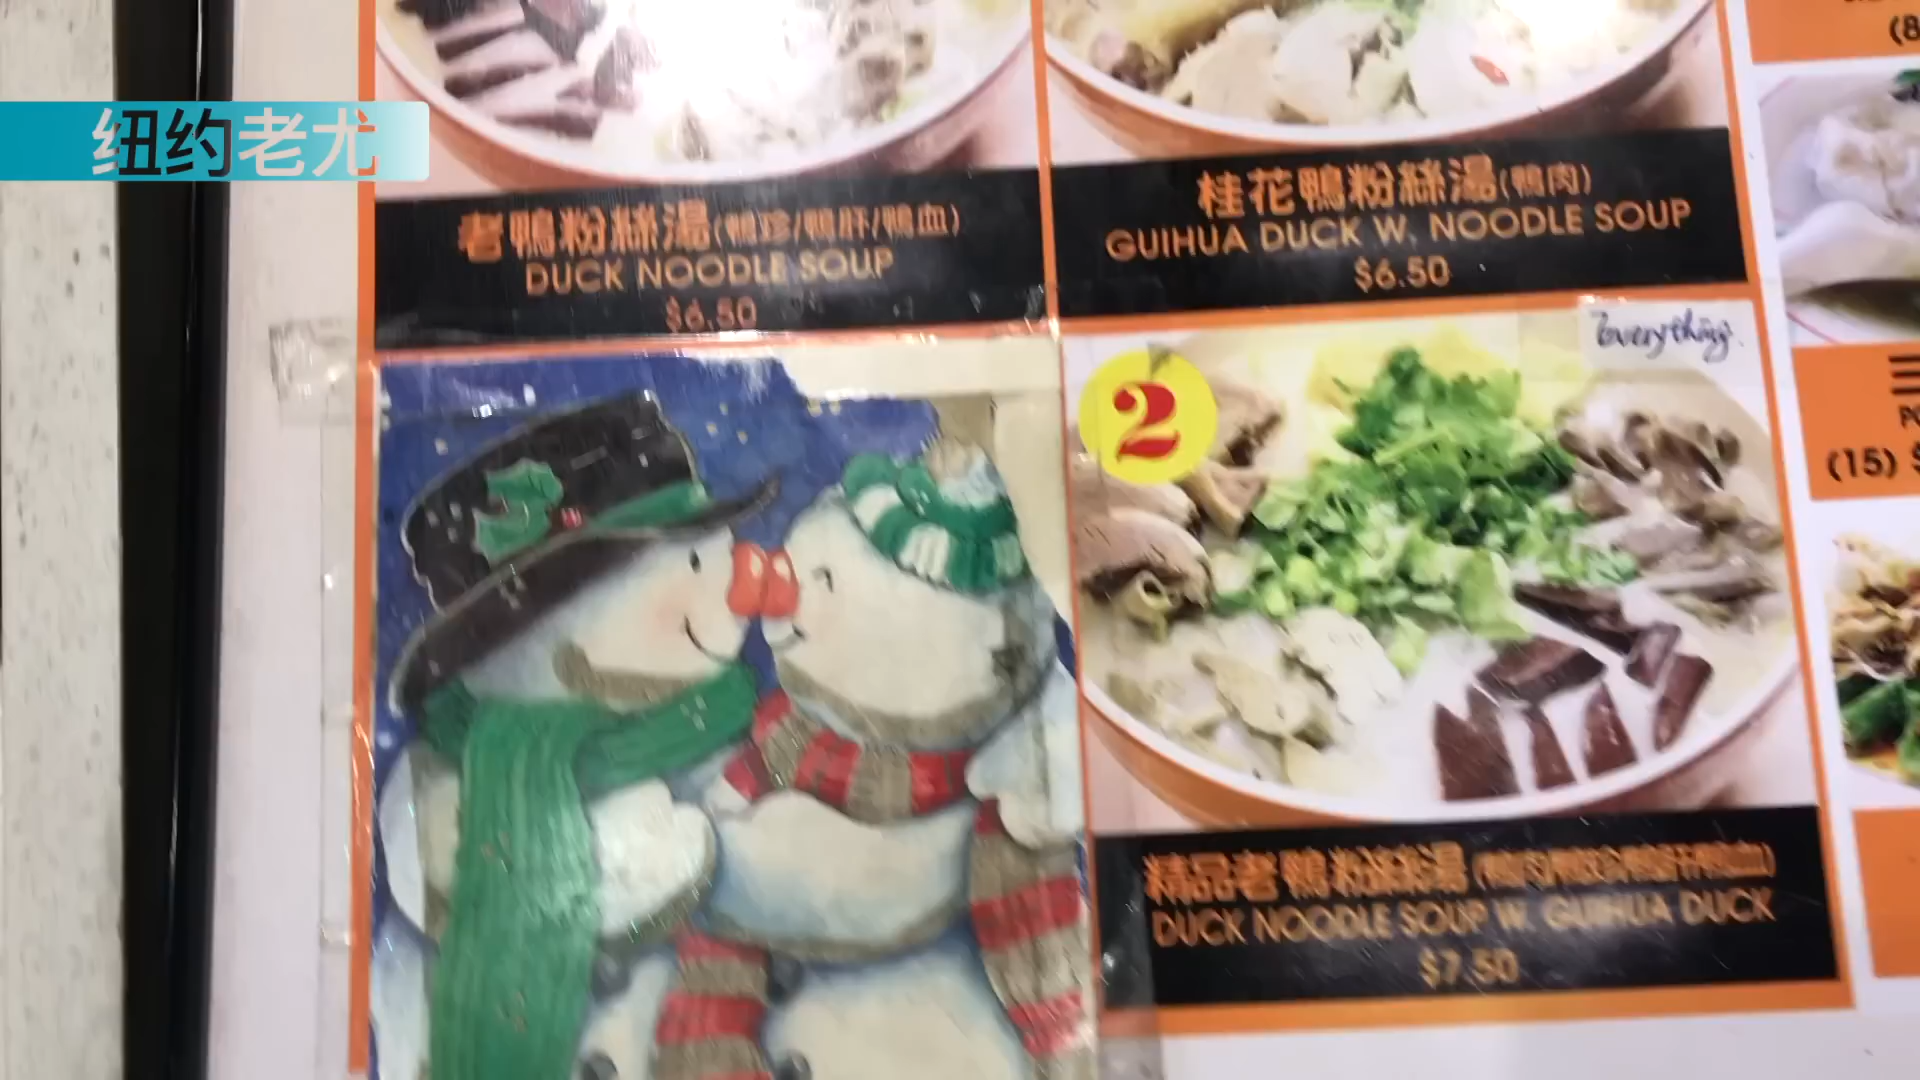 纽约老尤
老鴨粉絲湯(鴨珍/鴨肝/鴨血)
DUCK NOODLE SOUP
$6.50
桂花鴨粉絲湯(鴨肉)
GUIHUA DUCK W. NOODLE SOUP
$6.50
(8
everything.
2
(15) $
精品老鴨粉絲湯
DUCK NOODLE SOUP W. GUIHUA DUCK
$7.50